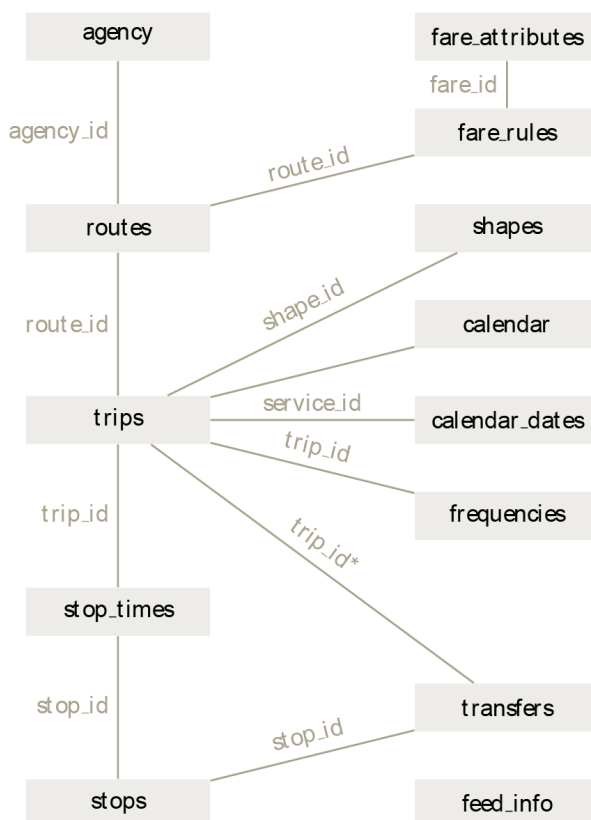 agency
fare_attributes
fare_id
agency_id
fare_rules
route_id
routes
shapes
shape_id
route_id
calendar
service_id
trips
calendar_dates
trip_id
trip_id
frequencies
trip_id*
stop_times
stop_id
transfers
stop_id
stops
feed_info